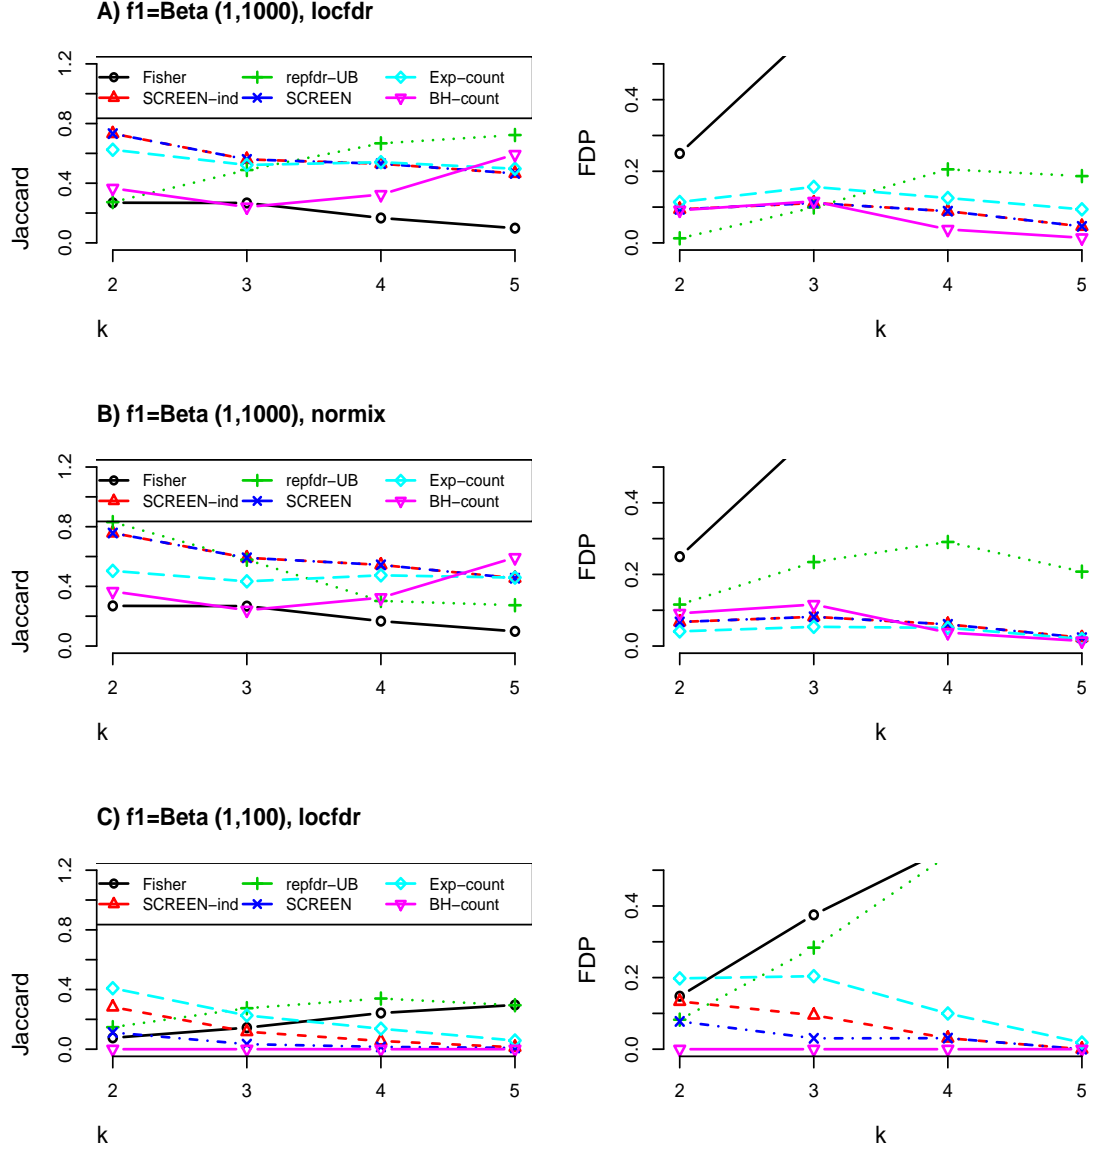 A) f1=Beta (1,1000), locfdr
Jaccard
0.0 0.4 0.8 1.2
Fisher repfdr−UB Exp−count
SCREEN−ind SCREEN BH−count
2 3 4 5
k
FDP
0.0 0.2 0.4
2 3 4 5
k
B) f1=Beta (1,1000), normix
Jaccard
0.0 0.4 0.8 1.2
Fisher repfdr−UB Exp−count
SCREEN−ind SCREEN BH−count
2 3 4 5
k
FDP
0.0 0.2 0.4
2 3 4 5
k
C) f1=Beta (1,100), locfdr
Jaccard
0.0 0.4 0.8 1.2
Fisher repfdr−UB Exp−count
SCREEN−ind SCREEN BH−count
2 3 4 5
k
FDP
0.0 0.2 0.4
2 3 4 5
k